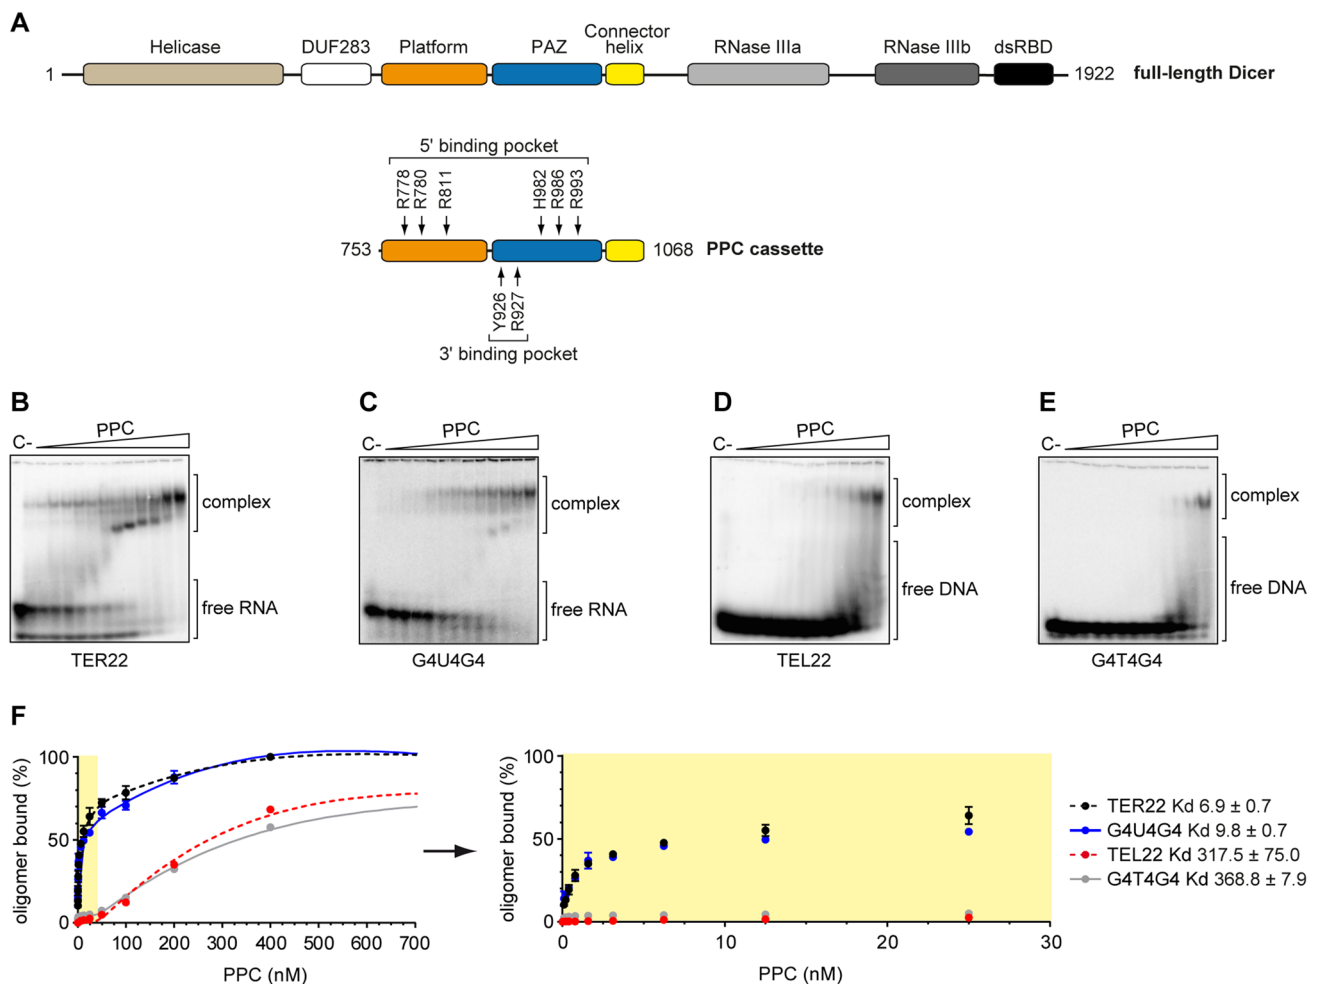 A
Helicase
DUF283
Platform
PAZ
Connector
helix
RNase IIIa
RNase IIIb
dsRBD
1
1922
full-length Dicer
5' binding pocket
R778
R780
R811
H982
R986
R993
753
1068
PPC cassette
Y926
R927
3' binding pocket
B
C-
PPC
complex
free RNA
TER22
C
C-
PPC
complex
free RNA
G4U4G4
D
C-
PPC
complex
free DNA
TEL22
E
C-
PPC
complex
free DNA
G4T4G4
F
oligomer bound (%)
100
50
0
0 100 200 300 400 500 600 700
PPC (nM)
oligomer bound (%)
100
50
0
0 10 20 30
PPC (nM)
TER22 Kd 6.9 ± 0.7
G4U4G4 Kd 9.8 ± 0.7
TEL22 Kd 317.5 ± 75.0
G4T4G4 Kd 368.8 ± 7.9